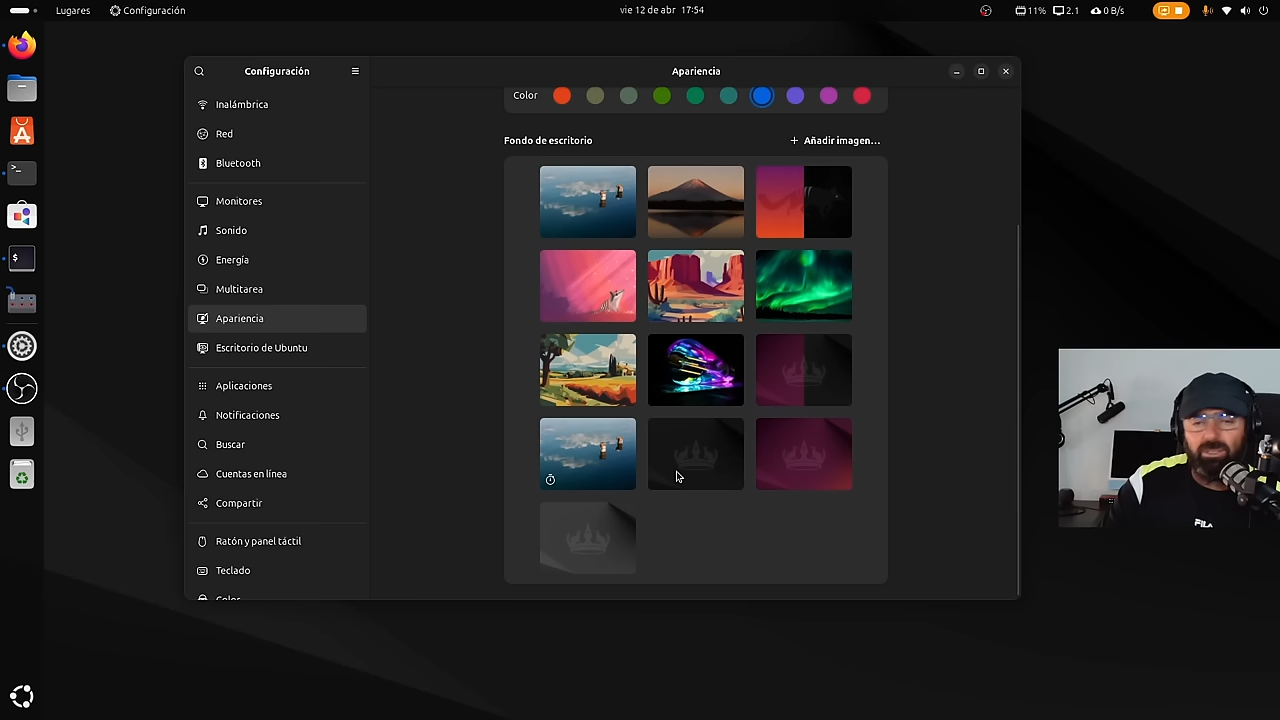 Lugares
Configuración
vie 12 de abr 17:54
11%
2.1
0 B/s
Configuración
Apariencia
Inalámbrica
Red
Bluetooth
Monitores
Sonido
Energía
Multitarea
Apariencia
Escritorio de Ubuntu
Aplicaciones
Notificaciones
Buscar
Cuentas en línea
Compartir
Ratón y panel táctil
Teclado
Color
Color
Fondo de escritorio
Añadir imagen...
FILA